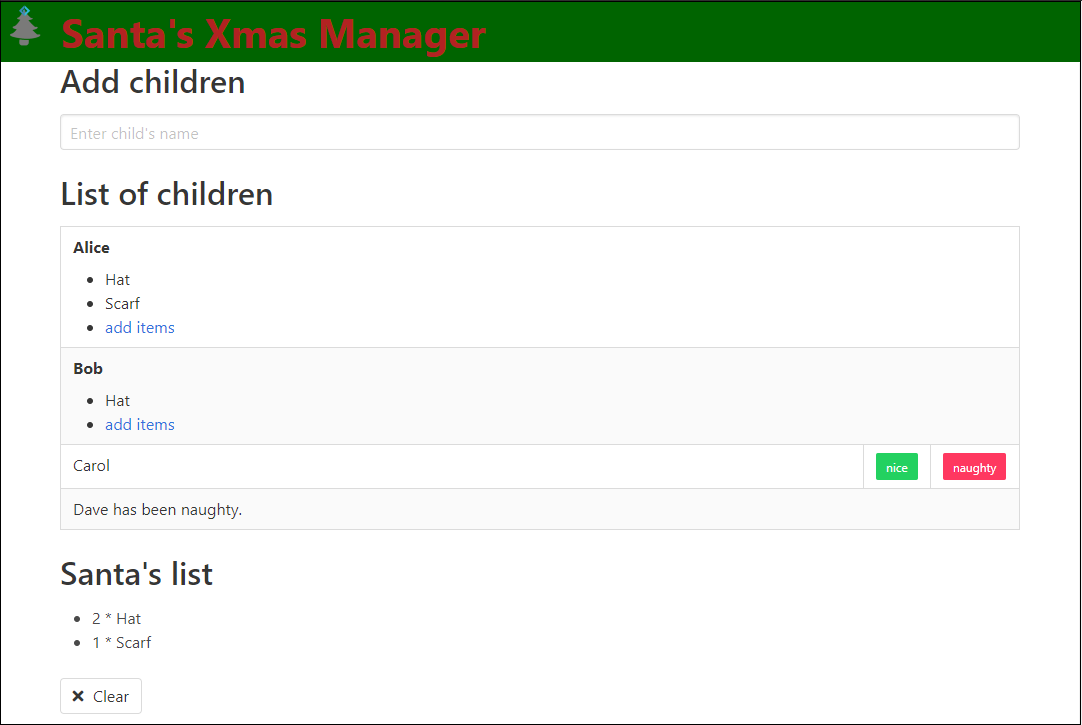 Santa's Xmas Manager
Add children
Enter child's name
List of children
Alice
Hat
Scarf
add items
Bob
Hat
add items
Carol nice naughty
Dave has been naughty.
Santa's list
2 * Hat
1 * Scarf
Clear